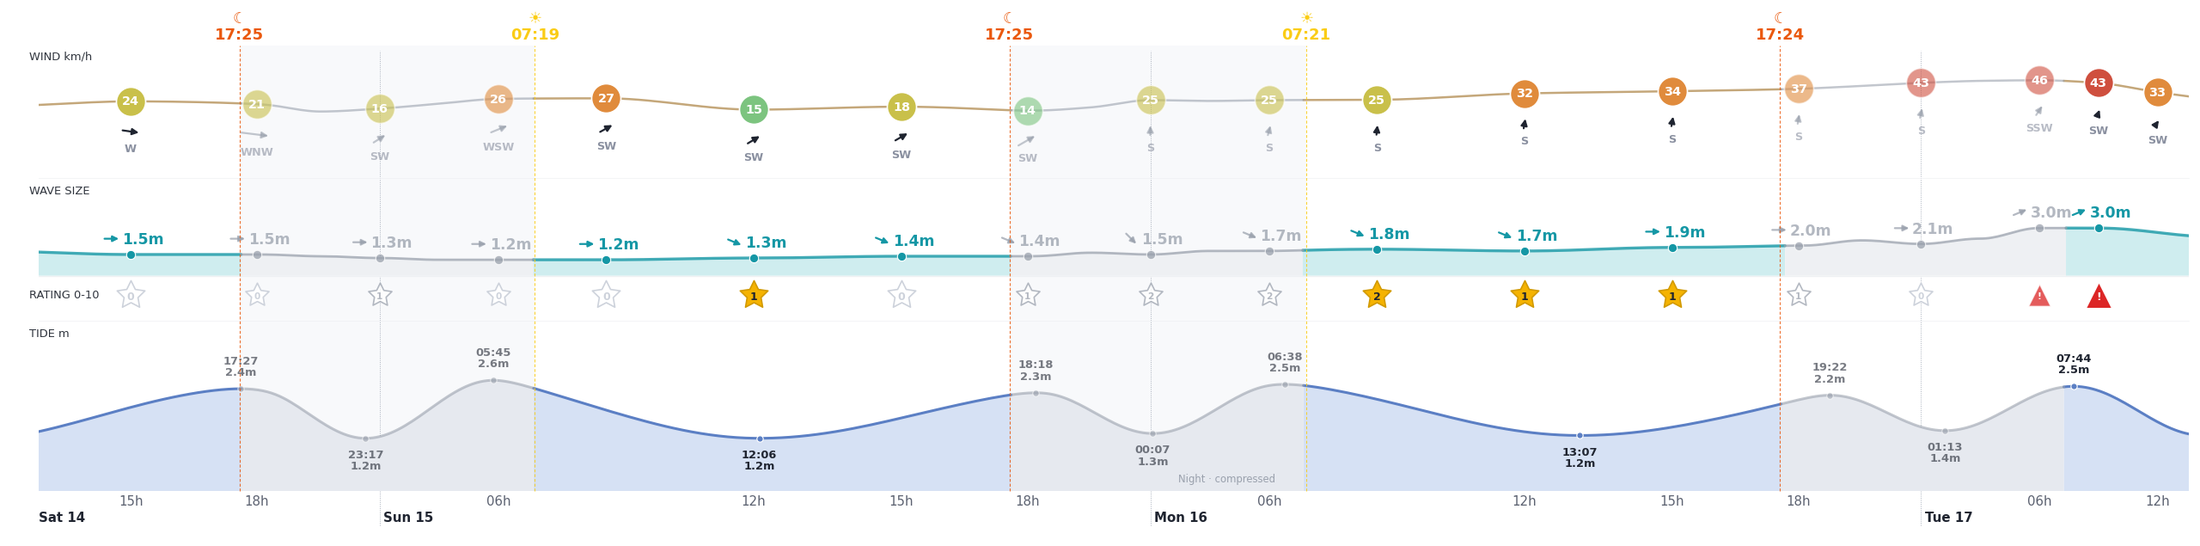 17:25 07:19 17:25 07:21 17:24
WIND km/h
24 21 16 26 27 15 18 14 25 25 25 32 34 37 43 46 43 33
W WNW SW WSW SW SW SW SW S S S S S S S SSW SW SW
WAVE SIZE
1.5m 1.5m 1.3m 1.2m 1.2m 1.3m 1.4m 1.4m 1.5m 1.7m 1.8m 1.7m 1.9m 2.0m 2.1m 3.0m 3.0m
RATING 0-10
0 0 1 0 0 1 0 1 2 2 2 1 1 1 0 ! !
TIDE m
17:27 05:45 18:18 06:38 19:22 07:44
2.4m 2.6m 2.3m 2.5m 2.2m 2.5m
23:17 12:06 00:07 13:07 01:13
1.2m 1.2m 1.3m 1.2m 1.4m
Night · compressed
15h 18h 06h 12h 15h 18h 06h 12h 15h 18h 06h 12h
Sat 14 Sun 15 Mon 16 Tue 17